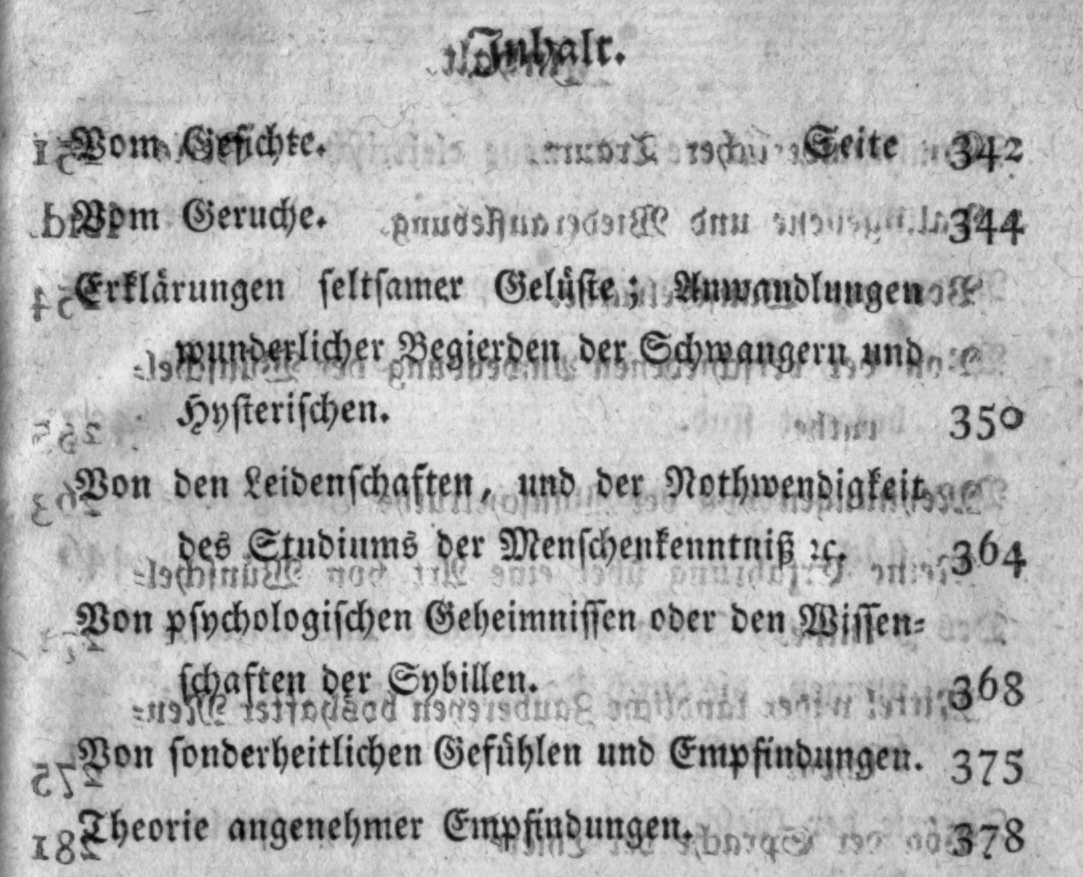 Inhalt.
Vom Gesichte. Seite 342
Vom Geruche. 344
Erklärungen seltsamer Gelüste; Anwandlungen
wunderlicher Begierden der Schwangern und
Hysterischen. 350
Von den Leidenschaften, und der Nothwendigkeit
des Studiums der Menschenkenntniß ꝛc. 364
Von psychologischen Geheimnissen oder den Wissen-
schaften der Sybillen. 368
Von sonderheitlichen Gefühlen und Empfindungen. 375
Theorie angenehmer Empfindungen. 378